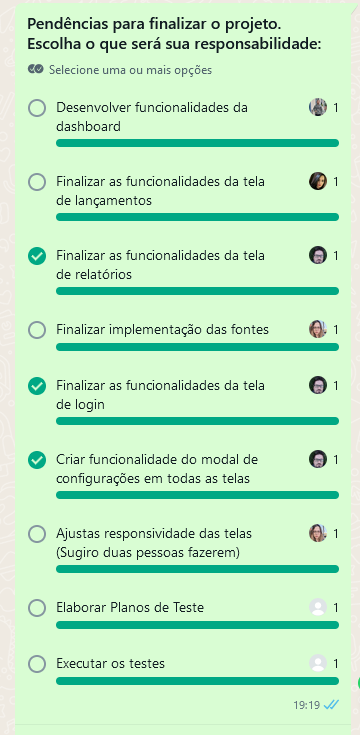 Pendências para finalizar o projeto.
Escolha o que será sua responsabilidade:
Selecione uma ou mais opções
Desenvolver funcionalidades da 1
dashboard
Finalizar as funcionalidades da tela 1
de lançamentos
Finalizar as funcionalidades da tela 1
de relatórios
Finalizar implementação das fontes 1
Finalizar as funcionalidades da tela 1
de login
Criar funcionalidade do modal de 1
configurações em todas as telas
Ajustas responsividade das telas 1
(Sugiro duas pessoas fazerem)
Elaborar Planos de Teste 1
Executar os testes 1
19:19